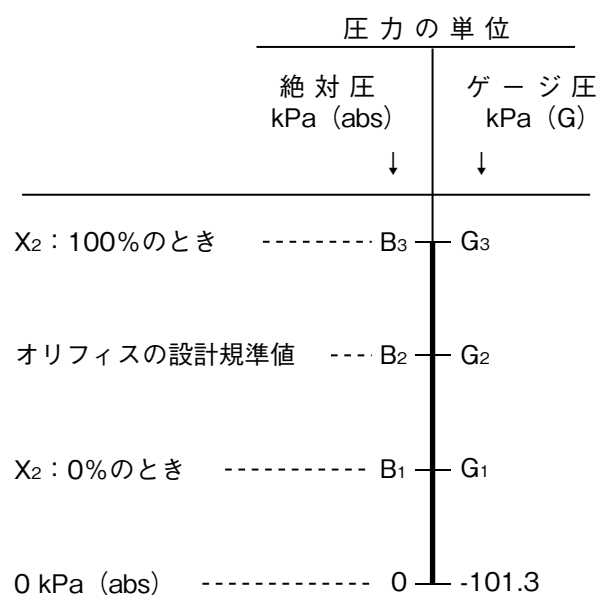 圧力の単位
絶対圧 ゲージ圧
kPa（abs） kPa（G）
↓ ↓
X2：100%のとき ------------ B3 G3
オリフィスの設計規準値 ---- B2 G2
X2：0%のとき --------------- B1 G1
0 kPa（abs） ----------------- 0 -101.3